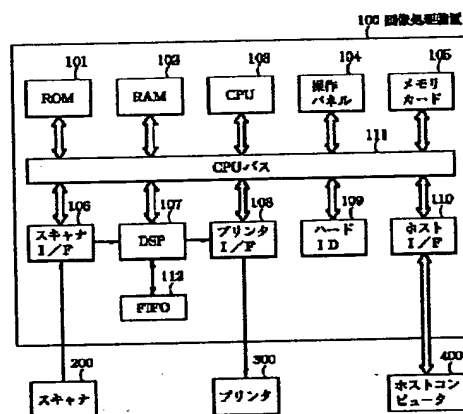 100 画像処理装置
101
102
103
104
105
ROM
RAM
CPU
操作
パネル
メモリ
カード
111
CPUバス
106
107
108
109
110
スキャナ
I/F
DSP
プリンタ
I/F
ハード
ID
ホスト
I/F
112
FIFO
200
300
400
スキャナ
プリンタ
ホストコン
ピュータ